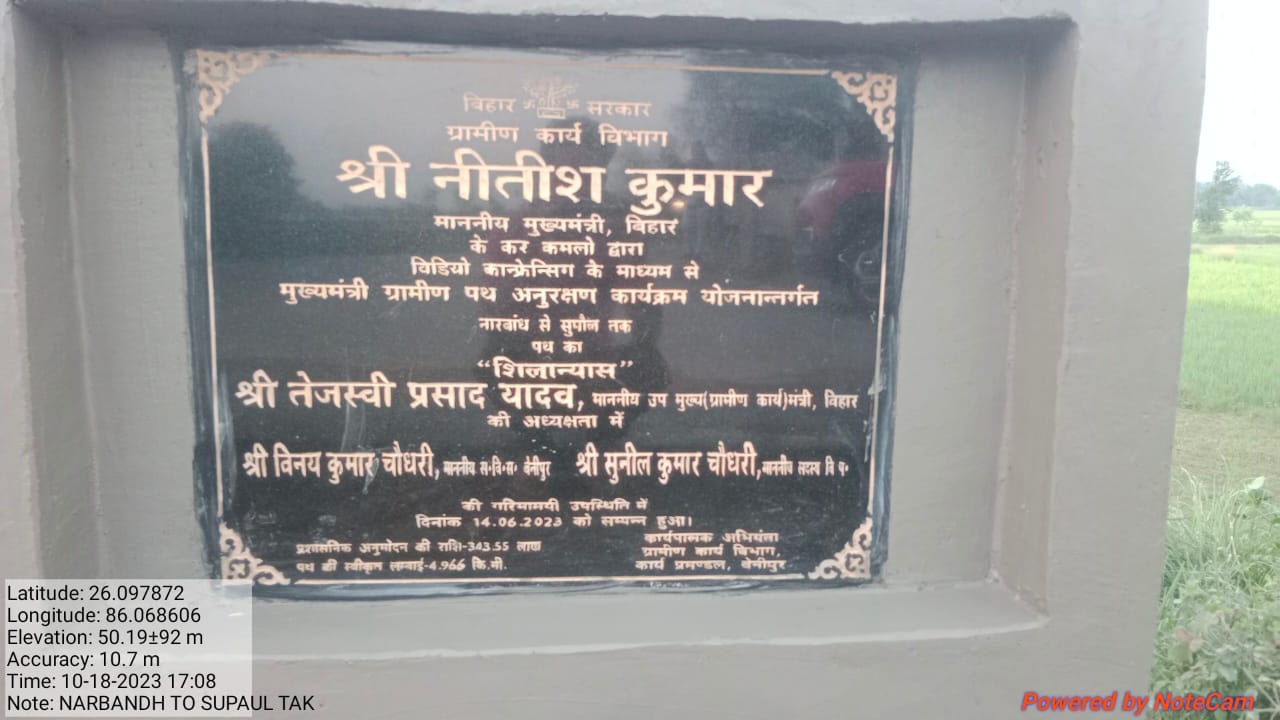 बिहार सरकार
ग्रामीण कार्य विभाग
श्री नीतीश कुमार
माननीय मुख्यमंत्री, बिहार
के कर कमलो द्वारा
विडियो कान्फ्रेन्सिग के माध्यम से
मुख्यमंत्री ग्रामीण पथ अनुरक्षण कार्यक्रम योजनान्तर्गत
नारबांध से सुपौल तक
पथ का
“शिलान्यास”
श्री तेजस्वी प्रसाद यादव, माननीय उप मुख्य(ग्रामीण कार्य)मंत्री, बिहार
की अध्यक्षता में
श्री विनय कुमार चौधरी, माननीय स॰वि॰स॰ बेनीपुर श्री सुनील कुमार चौधरी, माननीय सदस्य वि प॰
की गरिमामयी उपस्थिति में
दिनांक 14.06.2023 को सम्पन्न हुआ।
प्रशासनिक अनुमोदन की राशि-343.55 लाख
पथ की स्वीकृत लम्बाई-4.966 कि.मी.
कार्यपालक अभियंता
ग्रामीण कार्य विभाग,
कार्य प्रमण्डल, बेनीपुर
Latitude: 26.097872
Longitude: 86.068606
Elevation: 50.19±92 m
Accuracy: 10.7 m
Time: 10-18-2023 17:08
Note: NARBANDH TO SUPAUL TAK
Powered by NoteCam